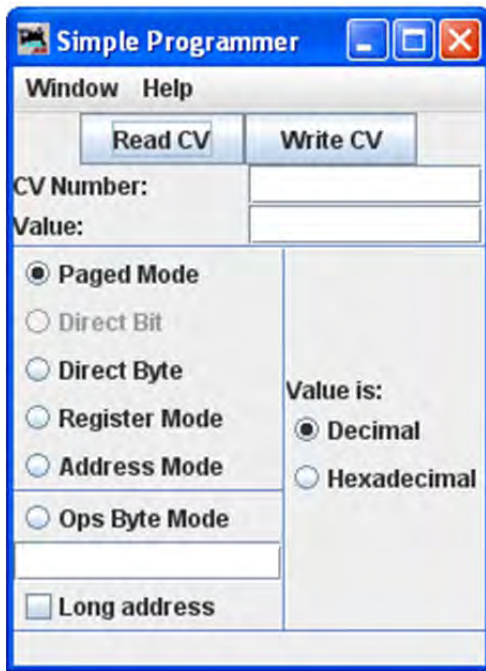 Simple Programmer
Window Help
Read CV Write CV
CV Number:
Value:
Paged Mode
Direct Bit
Direct Byte
Register Mode
Address Mode
Ops Byte Mode
Long address
Value is:
Decimal
Hexadecimal